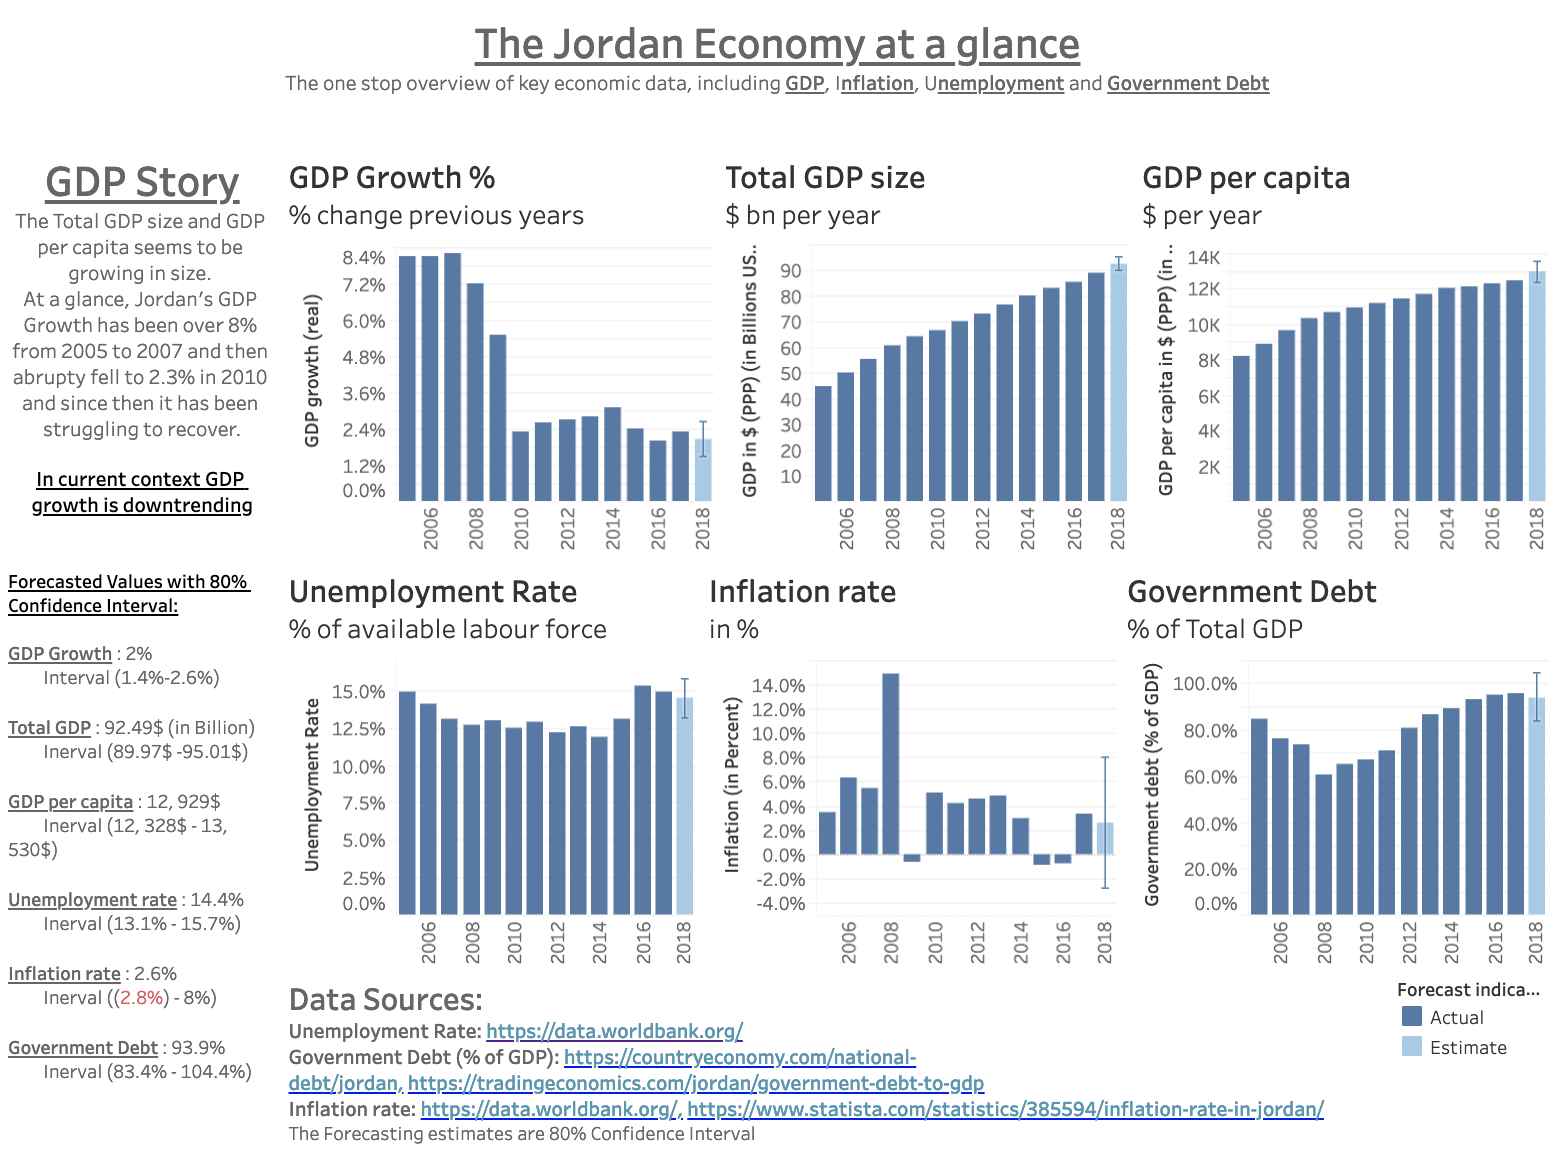 The Jordan Economy at a glance
The one stop overview of key economic data, including GDP, Inflation, Unemployment and Government Debt
GDP Story
The Total GDP size and GDP
per capita seems to be
growing in size.
At a glance, Jordan's GDP
Growth has been over 8%
from 2005 to 2007 and then
abrupty fell to 2.3% in 2010
and since then it has been
struggling to recover.
In current context GDP
growth is downtrending
Forecasted Values with 80%
Confidence Interval:
GDP Growth : 2%
Interval (1.4%-2.6%)
Total GDP : 92.49$ (in Billion)
Inerval (89.97$ -95.01$)
GDP per capita : 12, 929$
Inerval (12, 328$ - 13,
530$)
Unemployment rate : 14.4%
Inerval (13.1% - 15.7%)
Inflation rate : 2.6%
Inerval ((2.8%) - 8%)
Government Debt : 93.9%
Inerval (83.4% - 104.4%)
GDP Growth %
% change previous years
GDP growth (real)
8.4%
7.2%
6.0%
4.8%
3.6%
2.4%
1.2%
0.0%
2006
2008
2010
2012
2014
2016
2018
Total GDP size
$ bn per year
GDP in $ (PPP) (in Billions US..
90
80
70
60
50
40
30
20
10
2006
2008
2010
2012
2014
2016
2018
GDP per capita
$ per year
GDP per capita in $ (PPP) (in ..
14K
12K
10K
8K
6K
4K
2K
2006
2008
2010
2012
2014
2016
2018
Unemployment Rate
% of available labour force
Unemployment Rate
15.0%
12.5%
10.0%
7.5%
5.0%
2.5%
0.0%
2006
2008
2010
2012
2014
2016
2018
Inflation rate
in %
Inflation (in Percent)
14.0%
12.0%
10.0%
8.0%
6.0%
4.0%
2.0%
0.0%
-2.0%
-4.0%
2006
2008
2010
2012
2014
2016
2018
Government Debt
% of Total GDP
Government debt (% of GDP)
100.0%
80.0%
60.0%
40.0%
20.0%
0.0%
2006
2008
2010
2012
2014
2016
2018
Data Sources:
Unemployment Rate: https://data.worldbank.org/
Government Debt (% of GDP): https://countryeconomy.com/national-
debt/jordan, https://tradingeconomics.com/jordan/government-debt-to-gdp
Inflation rate: https://data.worldbank.org/, https://www.statista.com/statistics/385594/inflation-rate-in-jordan/
The Forecasting estimates are 80% Confidence Interval
Forecast indica...
Actual
Estimate